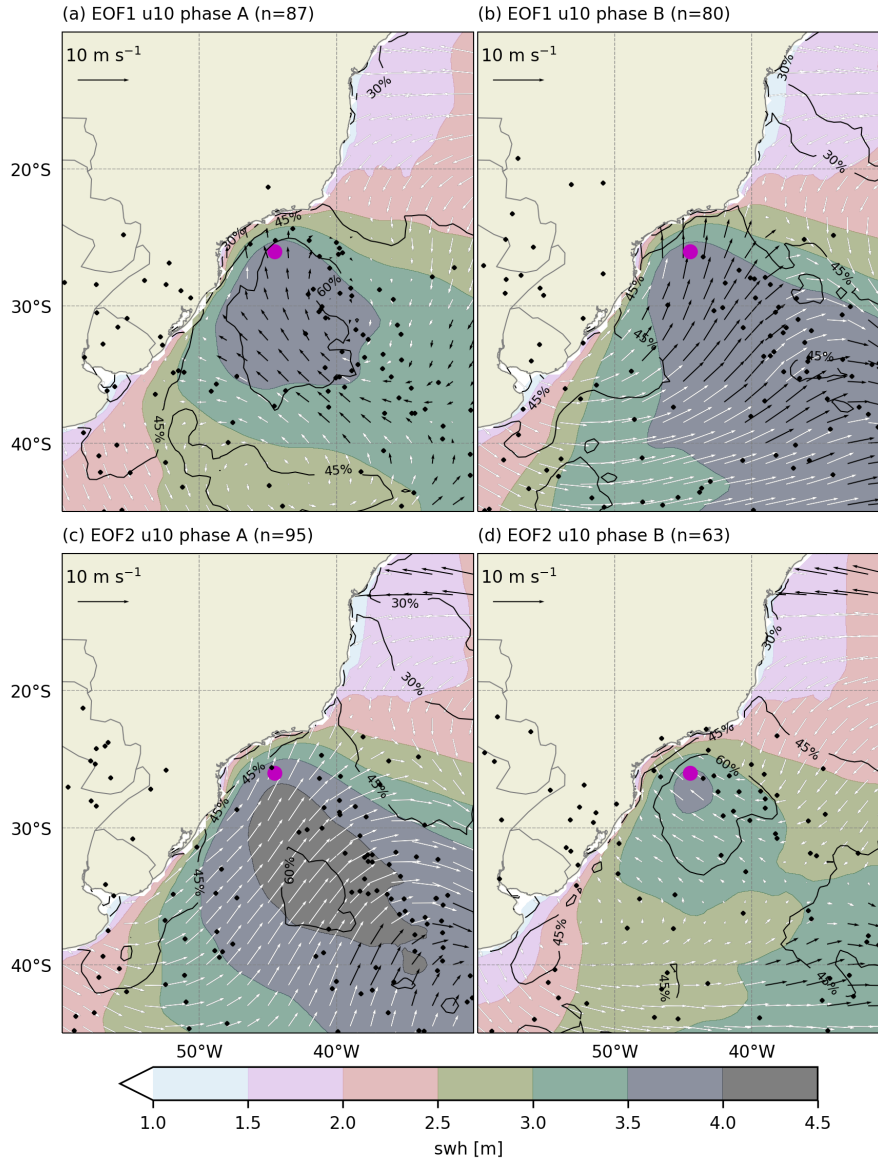 (a) EOF1 u10 phase A (n=87)
(b) EOF1 u10 phase B (n=80)
10 m s⁻¹
10 m s⁻¹
30%
30%
30%
20°S
45%
30%
45%
60%
45%
30°S
45%
45%
45%
45%
40°S
45%
(c) EOF2 u10 phase A (n=95)
(d) EOF2 u10 phase B (n=63)
10 m s⁻¹
10 m s⁻¹
30%
30%
30%
20°S
45%
45%
45%
60%
45%
45%
30°S
60%
45%
45%
40°S
45%
45%
50°W
40°W
50°W
40°W
1.0
1.5
2.0
2.5
3.0
3.5
4.0
4.5
swh [m]